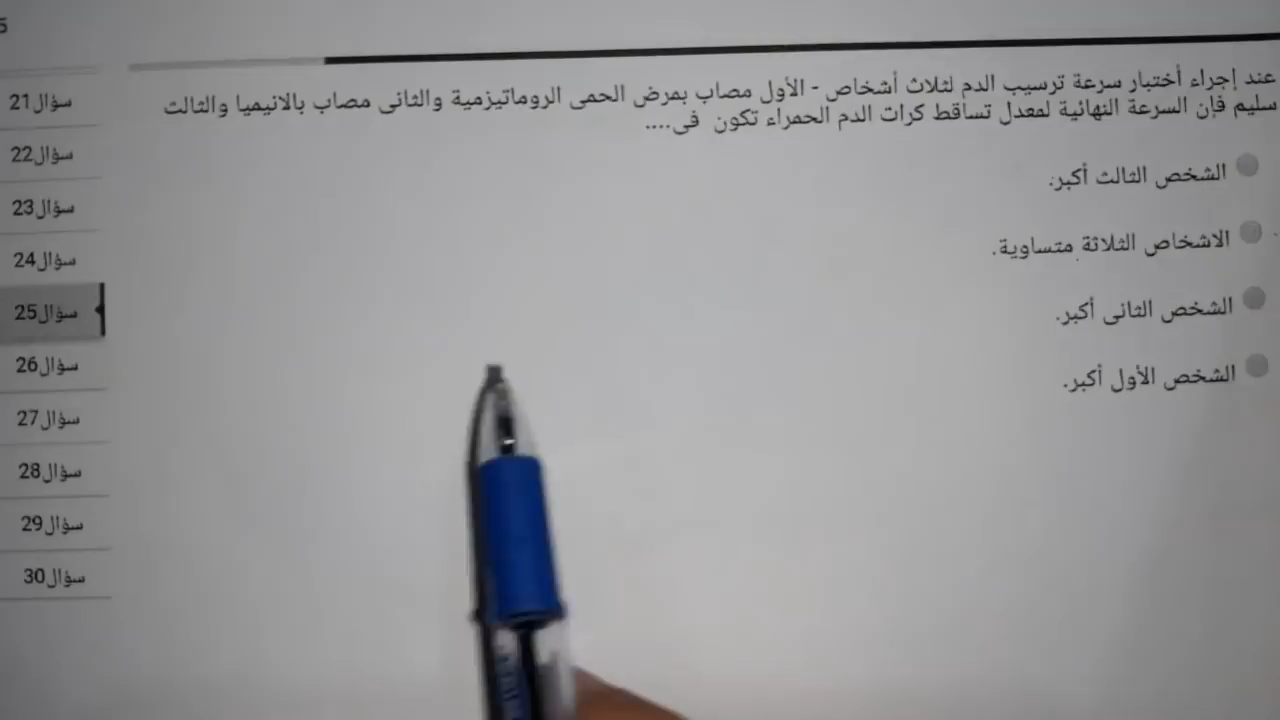 عند إجراء أختبار سرعة ترسيب الدم لثلاث أشخاص - الأول مصاب بمرض الحمى الروماتيزمية والثانى مصاب بالانيميا والثالث
سليم فإن السرعة النهائية لمعدل تساقط كرات الدم الحمراء تكون فى....
الشخص الثالث أكبر.
الاشخاص الثلاثة متساوية.
الشخص الثانى أكبر.
الشخص الأول أكبر.
5
سؤال21
سؤال22
سؤال23
سؤال24
سؤال25
سؤال26
سؤال27
سؤال28
سؤال29
سؤال30